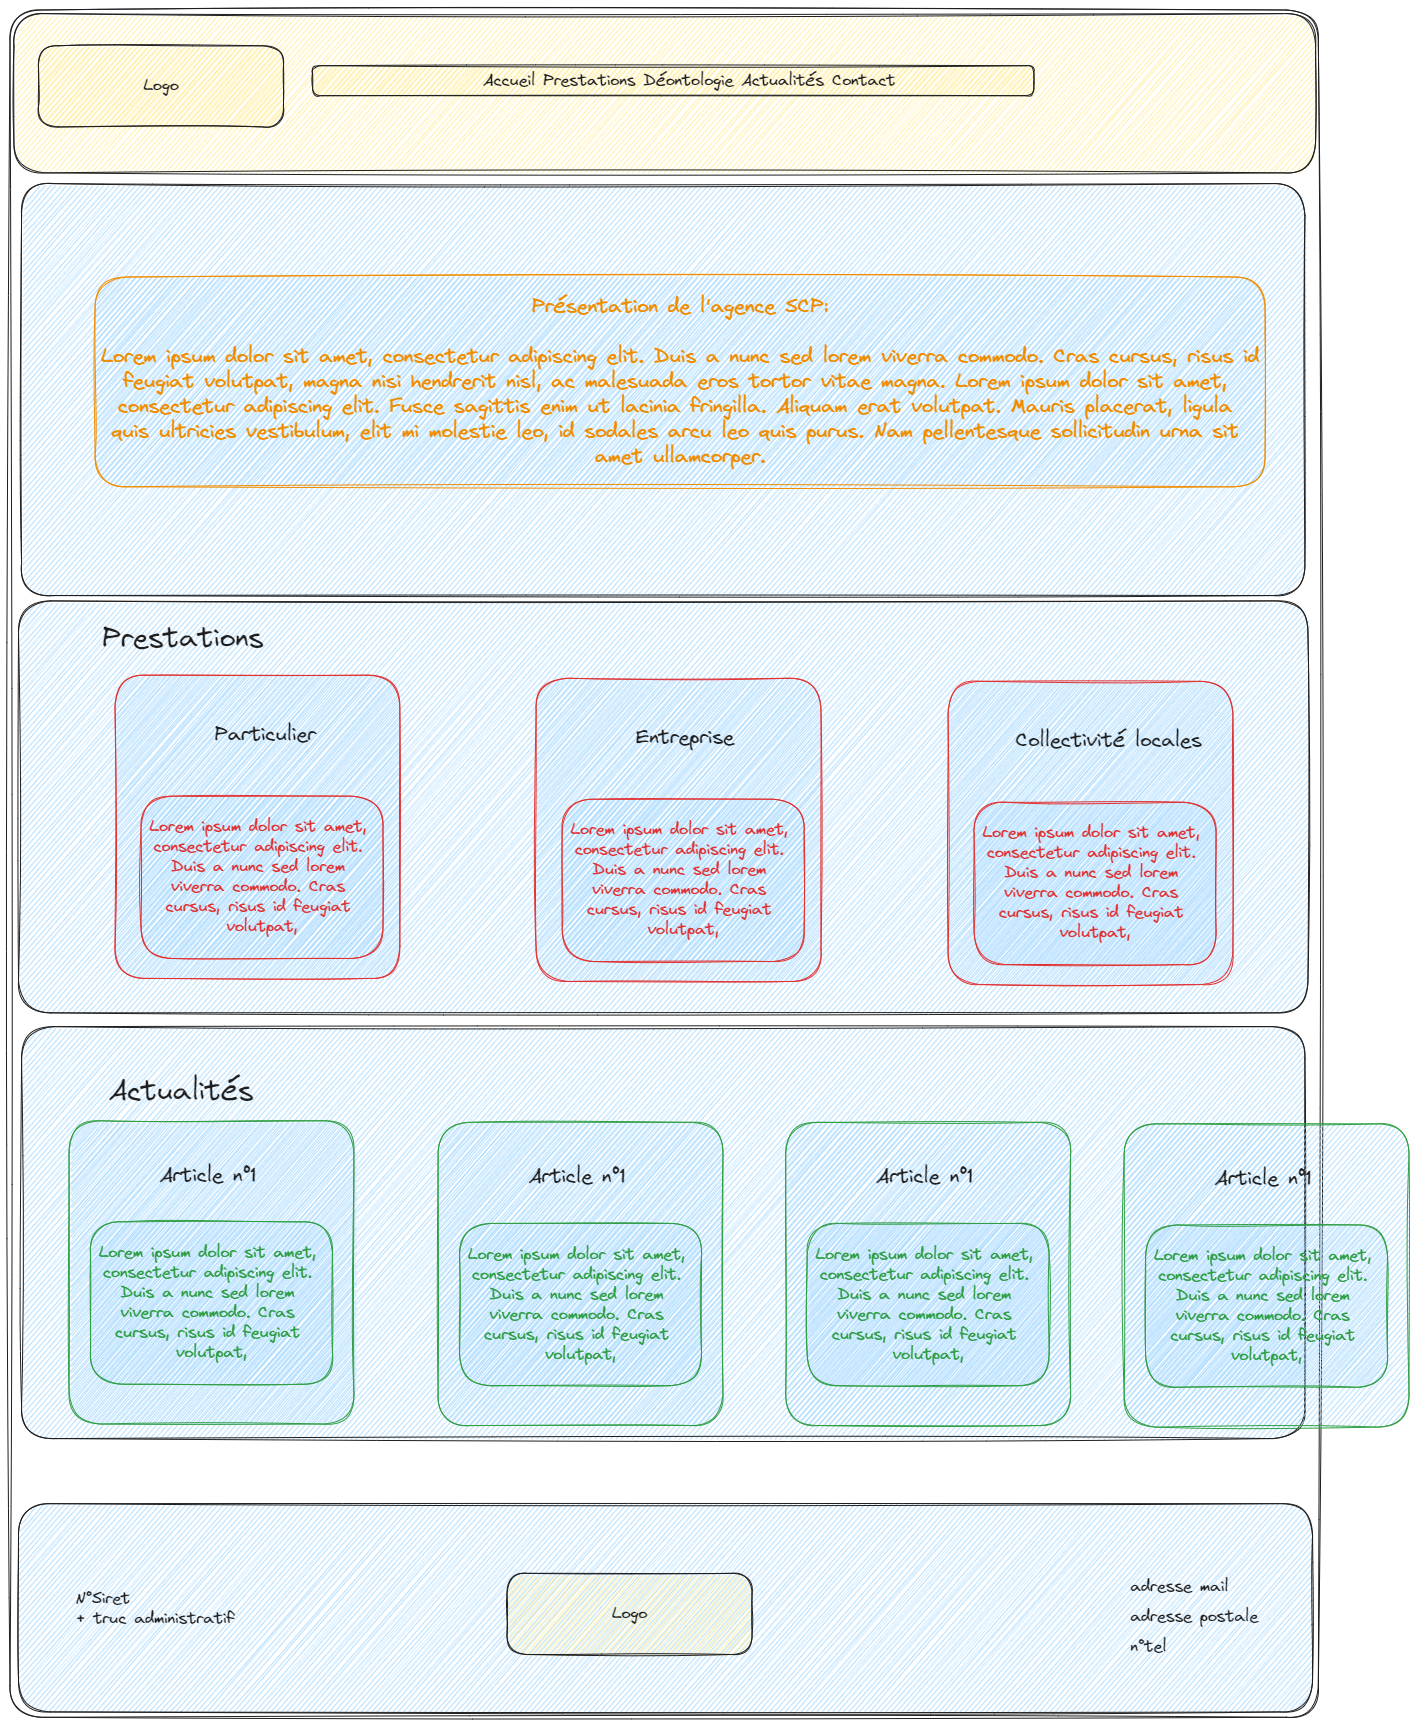 Logo
Accueil Prestations Déontologie Actualités Contact
Présentation de l'agence SCP:
Lorem ipsum dolor sit amet, consectetur adipiscing elit. Duis a nunc sed lorem viverra commodo. Cras cursus, risus id
feugiat volutpat, magna nisi hendrerit nisl, ac malesuada eros tortor vitae magna. Lorem ipsum dolor sit amet,
consectetur adipiscing elit. Fusce sagittis enim ut lacinia fringilla. Aliquam erat volutpat. Mauris placerat, ligula
quis ultricies vestibulum, elit mi molestie leo, id sodales arcu leo quis purus. Nam pellentesque sollicitudin urna sit
amet ullamcorper.
Prestations
Particulier
Lorem ipsum dolor sit amet,
consectetur adipiscing elit.
Duis a nunc sed lorem
viverra commodo. Cras
cursus, risus id feugiat
volutpat,
Entreprise
Lorem ipsum dolor sit amet,
consectetur adipiscing elit.
Duis a nunc sed lorem
viverra commodo. Cras
cursus, risus id feugiat
volutpat,
Collectivité locales
Lorem ipsum dolor sit amet,
consectetur adipiscing elit.
Duis a nunc sed lorem
viverra commodo. Cras
cursus, risus id feugiat
volutpat,
Actualités
Article n°1
Lorem ipsum dolor sit amet,
consectetur adipiscing elit.
Duis a nunc sed lorem
viverra commodo. Cras
cursus, risus id feugiat
volutpat,
Article n°1
Lorem ipsum dolor sit amet,
consectetur adipiscing elit.
Duis a nunc sed lorem
viverra commodo. Cras
cursus, risus id feugiat
volutpat,
Article n°1
Lorem ipsum dolor sit amet,
consectetur adipiscing elit.
Duis a nunc sed lorem
viverra commodo. Cras
cursus, risus id feugiat
volutpat,
Article n°1
Lorem ipsum dolor sit amet,
consectetur adipiscing elit.
Duis a nunc sed lorem
viverra commodo. Cras
cursus, risus id feugiat
volutpat,
N°Siret
+ truc administratif
Logo
adresse mail
adresse postale
n°tel